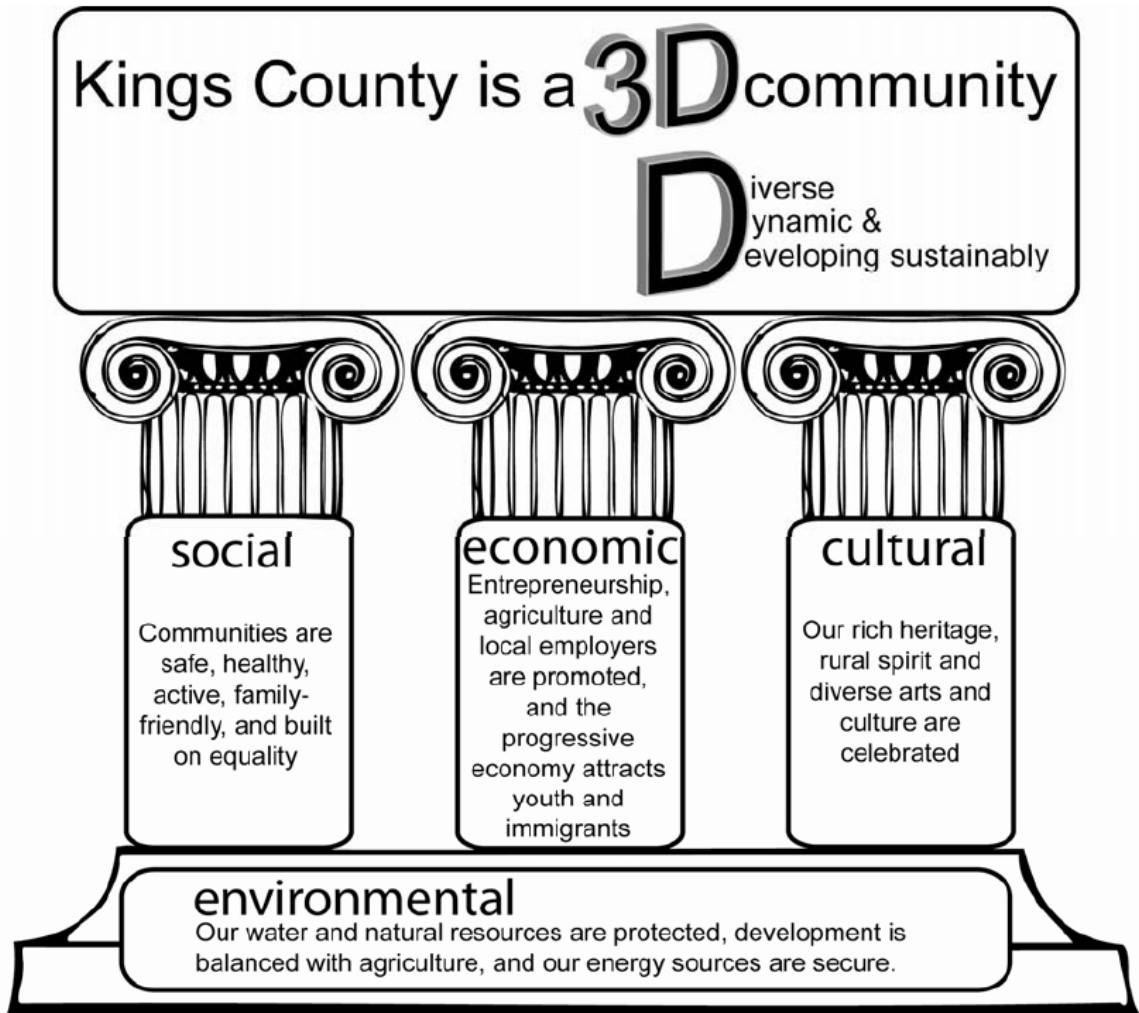 Kings County is a 3D community
Diverse
Dynamic &
Developing sustainably
social
Communities are
safe, healthy,
active, family-
friendly, and built
on equality
economic
Entrepreneurship,
agriculture and
local employers
are promoted,
and the
progressive
economy attracts
youth and
immigrants
cultural
Our rich heritage,
rural spirit and
diverse arts and
culture are
celebrated
environmental
Our water and natural resources are protected, development is
balanced with agriculture, and our energy sources are secure.